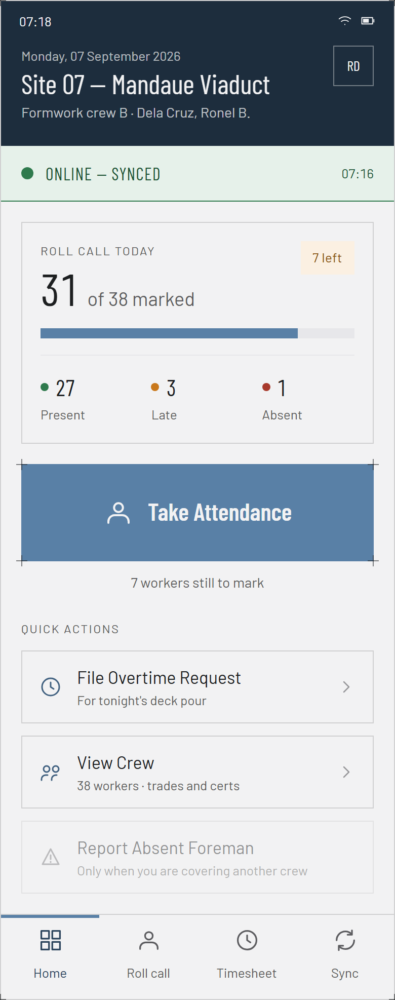 07:18
Monday, 07 September 2026
Site 07 — Mandaue Viaduct
RD
Formwork crew B · Dela Cruz, Ronel B.
ONLINE — SYNCED
07:16
ROLL CALL TODAY
7 left
31 of 38 marked
27
3
1
Present
Late
Absent
Take Attendance
7 workers still to mark
QUICK ACTIONS
File Overtime Request
For tonight's deck pour
View Crew
38 workers · trades and certs
Report Absent Foreman
Only when you are covering another crew
Home
Roll call
Timesheet
Sync